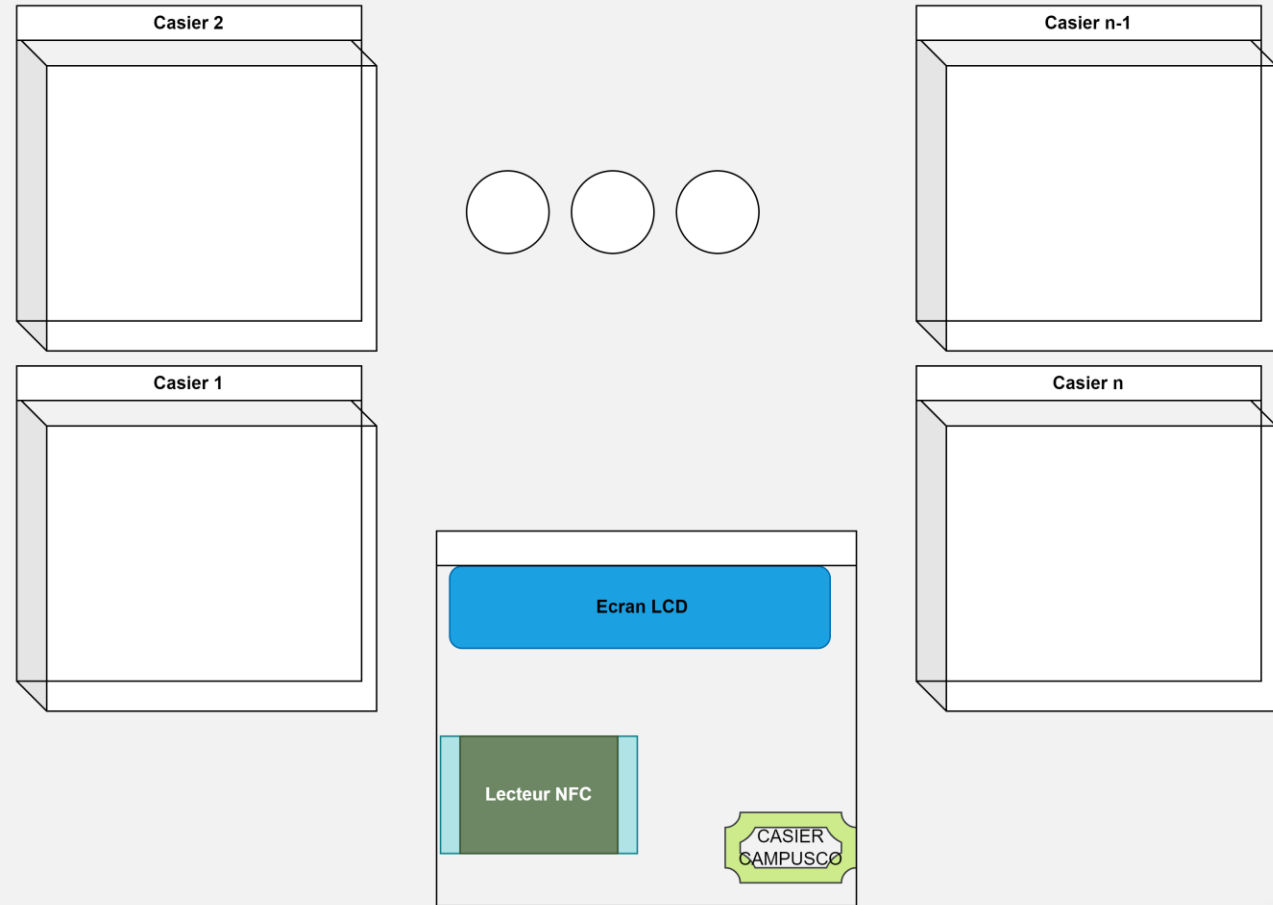 Casier 2
Casier n-1
Casier 1
Casier n
Ecran LCD
Lecteur NFC
CASIER
CAMPUSCO